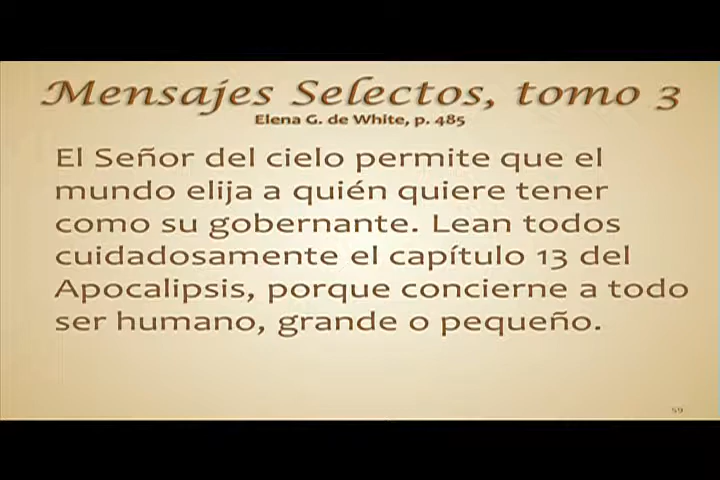 Mensajes Selectos, tomo 3
Elena G. de White, p. 485
El Señor del cielo permite que el
mundo elija a quién quiere tener
como su gobernante. Lean todos
cuidadosamente el capítulo 13 del
Apocalipsis, porque concierne a todo
ser humano, grande o pequeño.
59